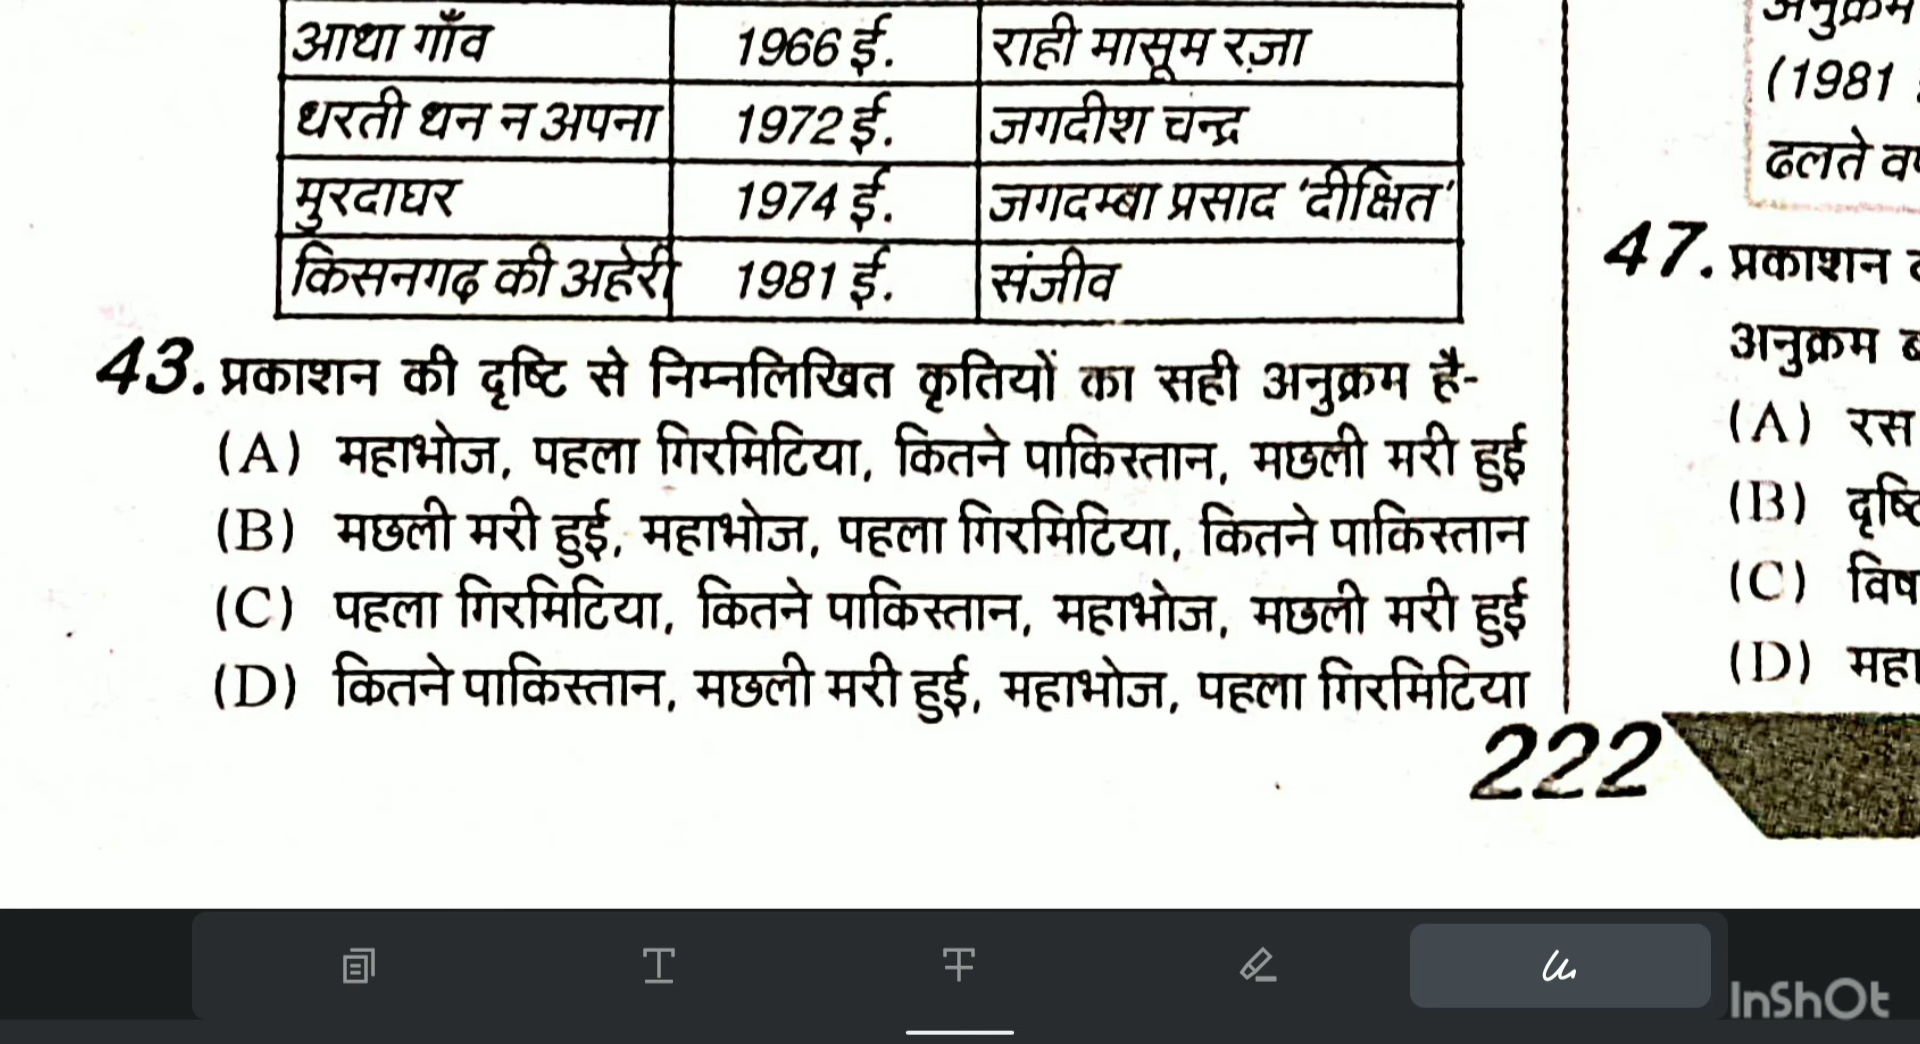 आधा गाँव 1966 ई. राही मासूम रज़ा
धरती धन न अपना 1972 ई. जगदीश चन्द्र
मुरदाघर 1974 ई. जगदम्बा प्रसाद ‘दीक्षित’
किसनगढ़ की अहेरी 1981 ई. संजीव
43. प्रकाशन की दृष्टि से निम्नलिखित कृतियों का सही अनुक्रम है-
(A) महाभोज, पहला गिरमिटिया, कितने पाकिस्तान, मछली मरी हुई
(B) मछली मरी हुई, महाभोज, पहला गिरमिटिया, कितने पाकिस्तान
(C) पहला गिरमिटिया, कितने पाकिस्तान, महाभोज, मछली मरी हुई
(D) कितने पाकिस्तान, मछली मरी हुई, महाभोज, पहला गिरमिटिया
अनुक्रम
(1981
ढलते
47. प्रकाशन
अनुक्रम
(A) रस
(B)
(C)
(D)
222
InShOt